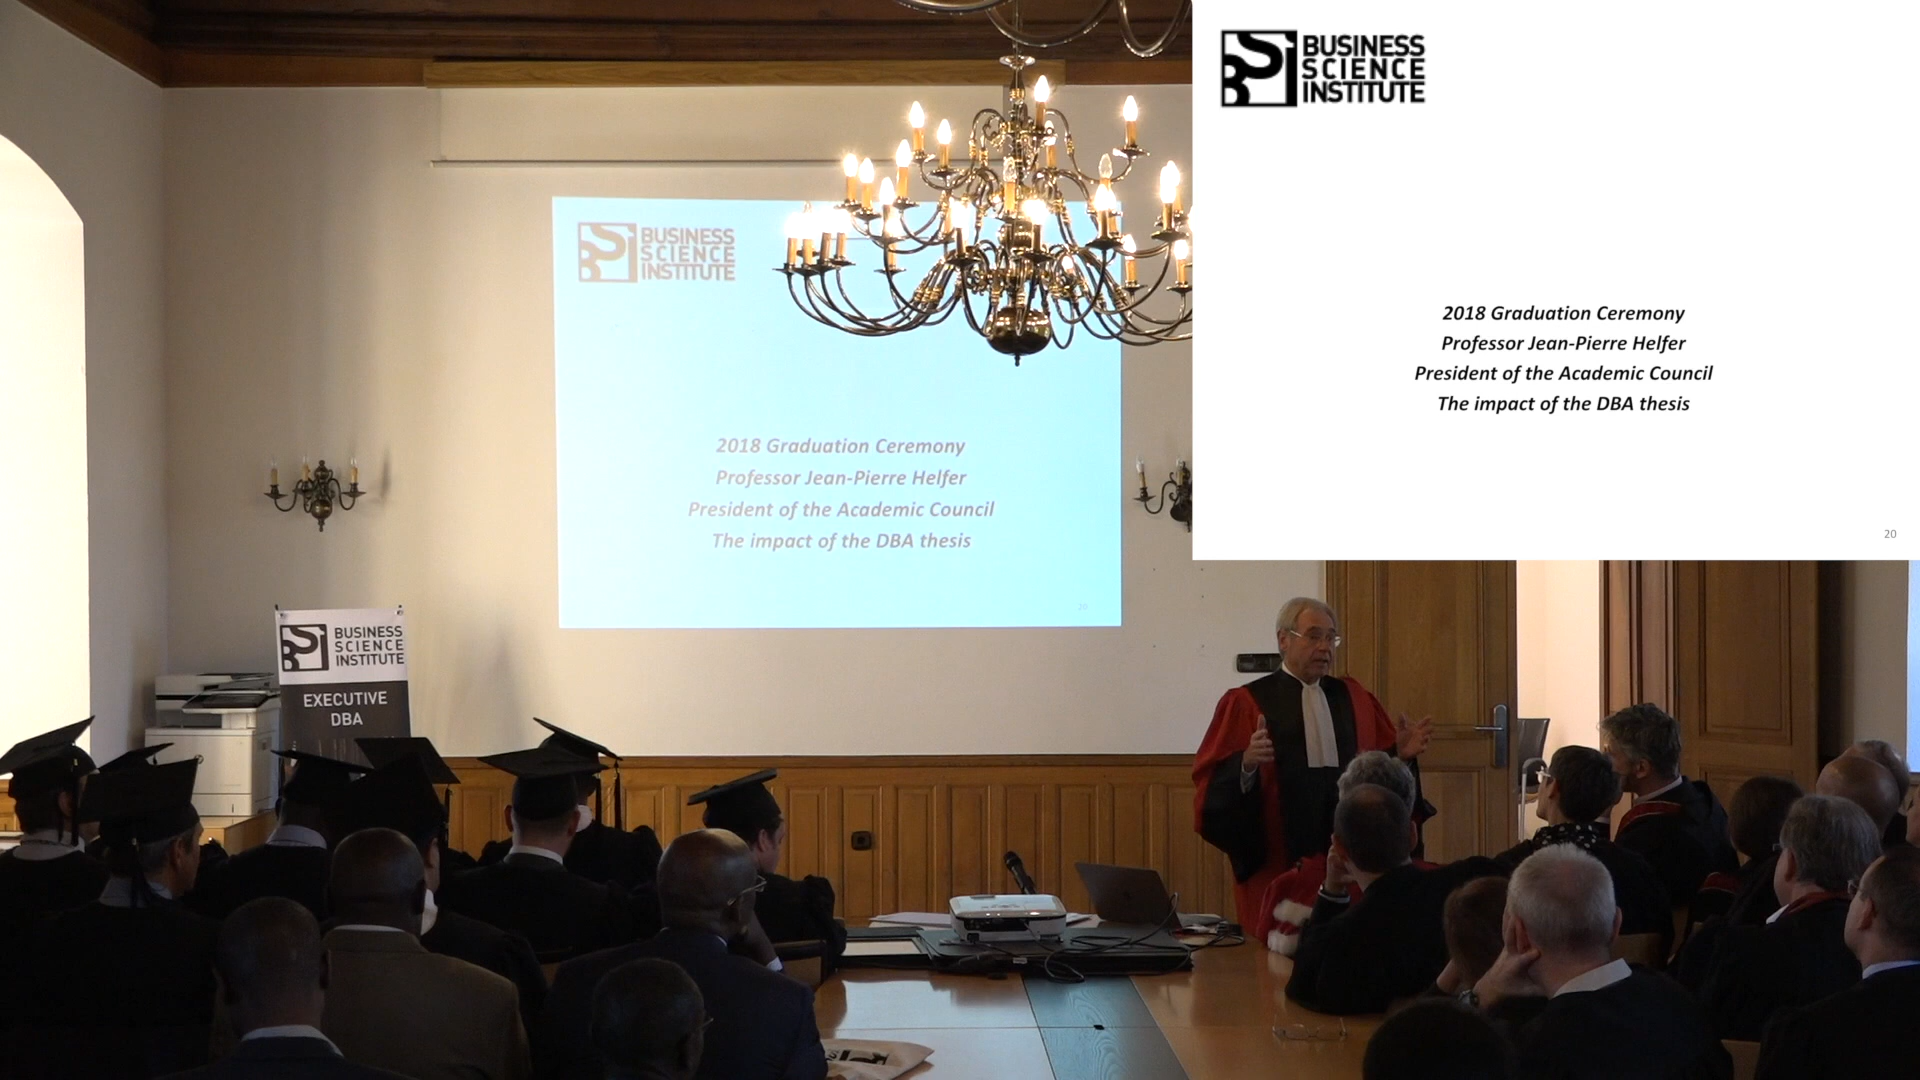 BUSINESS
SCIENCE
INSTITUTE
2018 Graduation Ceremony
Professor Jean-Pierre Helfer
President of the Academic Council
The impact of the DBA thesis
20
BUSINESS
SCIENCE
INSTITUTE
2018 Graduation Ceremony
Professor Jean-Pierre Helfer
President of the Academic Council
The impact of the DBA thesis
20
BUSINESS
SCIENCE
INSTITUTE
EXECUTIVE
DBA